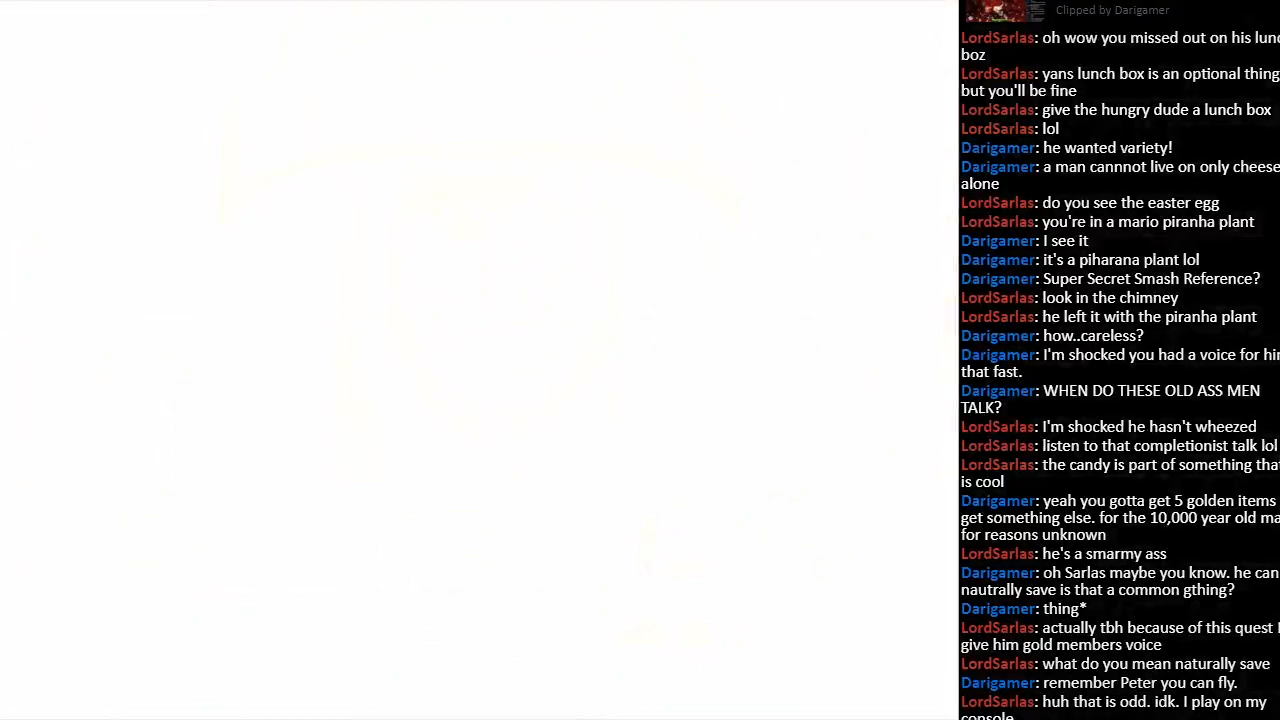 Clipped by Darigamer
LordSarlas: oh wow you missed out on his
boz
LordSarlas: yans lunch box is an optional thing
but you'll be fine
LordSarlas: give the hungry dude a lunch box
LordSarlas: lol
Darigamer: he wanted variety!
Darigamer: a man cannnot live on only cheese
alone
LordSarlas: do you see the easter egg
LordSarlas: you're in a mario piranha plant
Darigamer: I see it
Darigamer: it's a piharana plant lol
Darigamer: Super Secret Smash Reference?
LordSarlas: look in the chimney
LordSarlas: he left it with the piranha plant
Darigamer: how..careless?
Darigamer: I'm shocked you had a voice for
that fast.
Darigamer: WHEN DO THESE OLD ASS MEN
TALK?
LordSarlas: I'm shocked he hasn't wheezed
LordSarlas: listen to that completionist talk lol
LordSarlas: the candy is part of something
is cool
Darigamer: yeah you gotta get 5 golden items
get something else. for the 10,000 year old
for reasons unknown
LordSarlas: he's a smarmy ass
Darigamer: oh Sarlas maybe you know. he can
nautrally save is that a common gthing?
Darigamer: thing*
LordSarlas: actually tbh because of this quest I
give him gold members voice
LordSarlas: what do you mean naturally save
Darigamer: remember Peter you can fly.
LordSarlas: huh that is odd. idk. I play on my
console